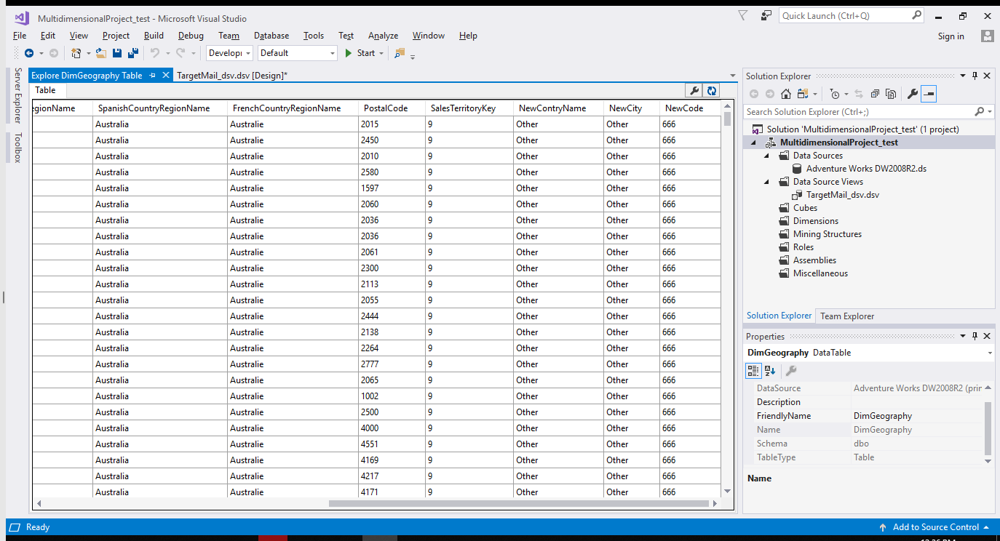 MultidimensionalProject_test - Microsoft Visual Studio
Quick Launch (Ctrl+Q)
File Edit View Project Build Debug Team Database Tools Test Analyze Window Help
Sign in
Develop Default Start
Server Explorer
Toolbox
Explore DimGeography Table TargetMail_dsv.dsv [Design]*
Table
egionName SpanishCountryRegionName FrenchCountryRegionName PostalCode SalesTerritoryKey NewContryName NewCity NewCode
Australia Australie 2015 9 Other Other 666
Australia Australie 2450 9 Other Other 666
Australia Australie 2010 9 Other Other 666
Australia Australie 2580 9 Other Other 666
Australia Australie 1597 9 Other Other 666
Australia Australie 2060 9 Other Other 666
Australia Australie 2036 9 Other Other 666
Australia Australie 2036 9 Other Other 666
Australia Australie 2061 9 Other Other 666
Australia Australie 2300 9 Other Other 666
Australia Australie 2113 9 Other Other 666
Australia Australie 2055 9 Other Other 666
Australia Australie 2444 9 Other Other 666
Australia Australie 2138 9 Other Other 666
Australia Australie 2264 9 Other Other 666
Australia Australie 2777 9 Other Other 666
Australia Australie 2065 9 Other Other 666
Australia Australie 1002 9 Other Other 666
Australia Australie 2500 9 Other Other 666
Australia Australie 4000 9 Other Other 666
Australia Australie 4551 9 Other Other 666
Australia Australie 4169 9 Other Other 666
Australia Australie 4217 9 Other Other 666
Australia Australie 4171 9 Other Other 666
Solution Explorer
Search Solution Explorer (Ctrl+;)
Solution 'MultidimensionalProject_test' (1 project)
MultidimensionalProject_test
Data Sources
Adventure Works DW2008R2.ds
Data Source Views
TargetMail_dsv.dsv
Cubes
Dimensions
Mining Structures
Roles
Assemblies
Miscellaneous
Solution Explorer Team Explorer
Properties
DimGeography DataTable
DataSource Adventure Works DW2008R2 (prir
Description
FriendlyName DimGeography
Name DimGeography
Schema dbo
TableType Table
Name
Ready
Add to Source Control